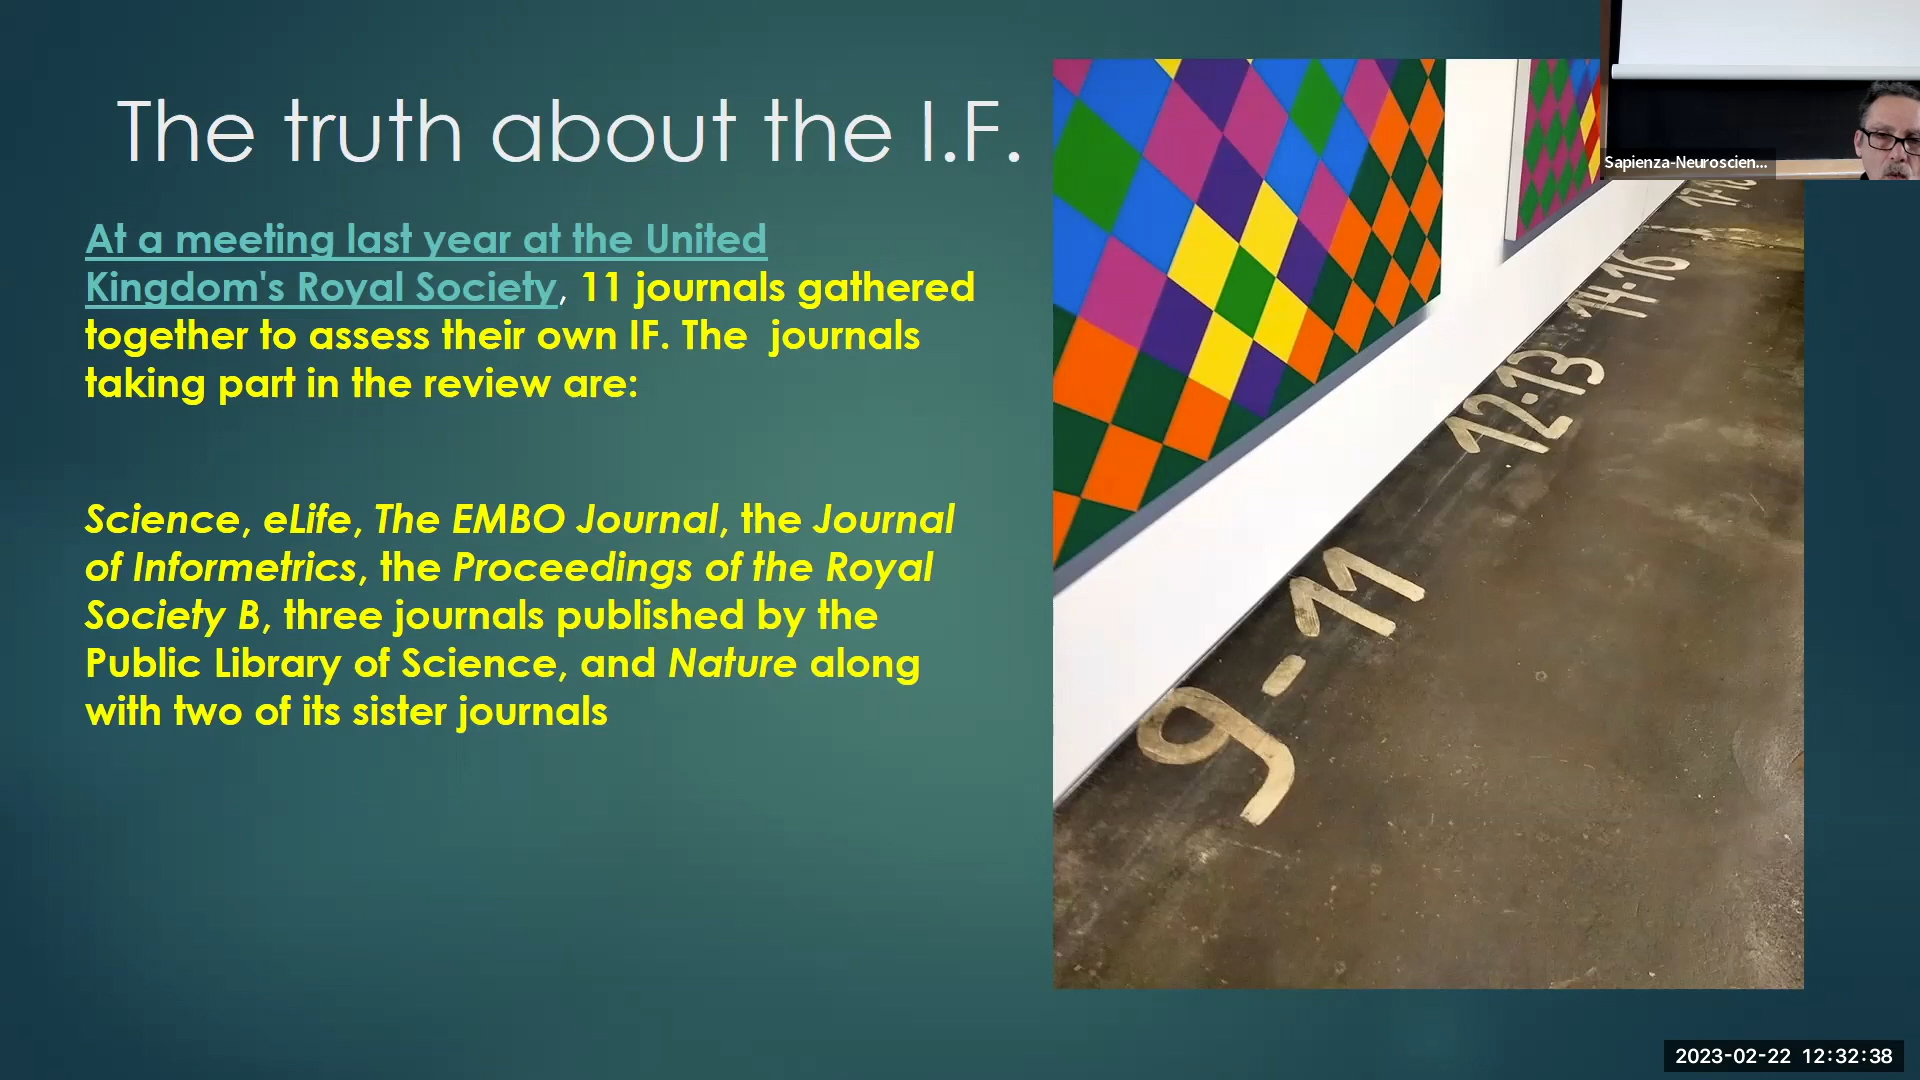 The truth about the I.F.
At a meeting last year at the United
Kingdom's Royal Society, 11 journals gathered
together to assess their own IF. The  journals
taking part in the review are:
Science, eLife, The EMBO Journal, the Journal
of Informetrics, the Proceedings of the Royal
Society B, three journals published by the
Public Library of Science, and Nature along
with two of its sister journals
Sapienza-Neuroscien...
14-16
12-13
9-11
2023-02-22 12:32:38